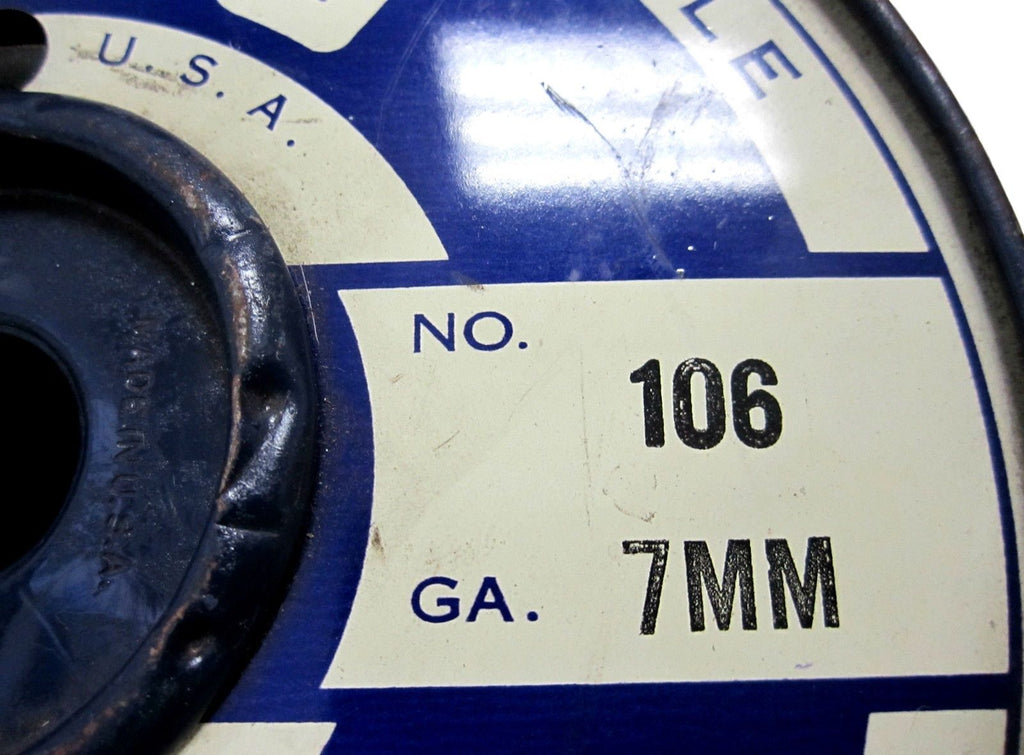 U.S.A.
LE
NO. 106
GA. 7MM
MADE IN U.S.A.